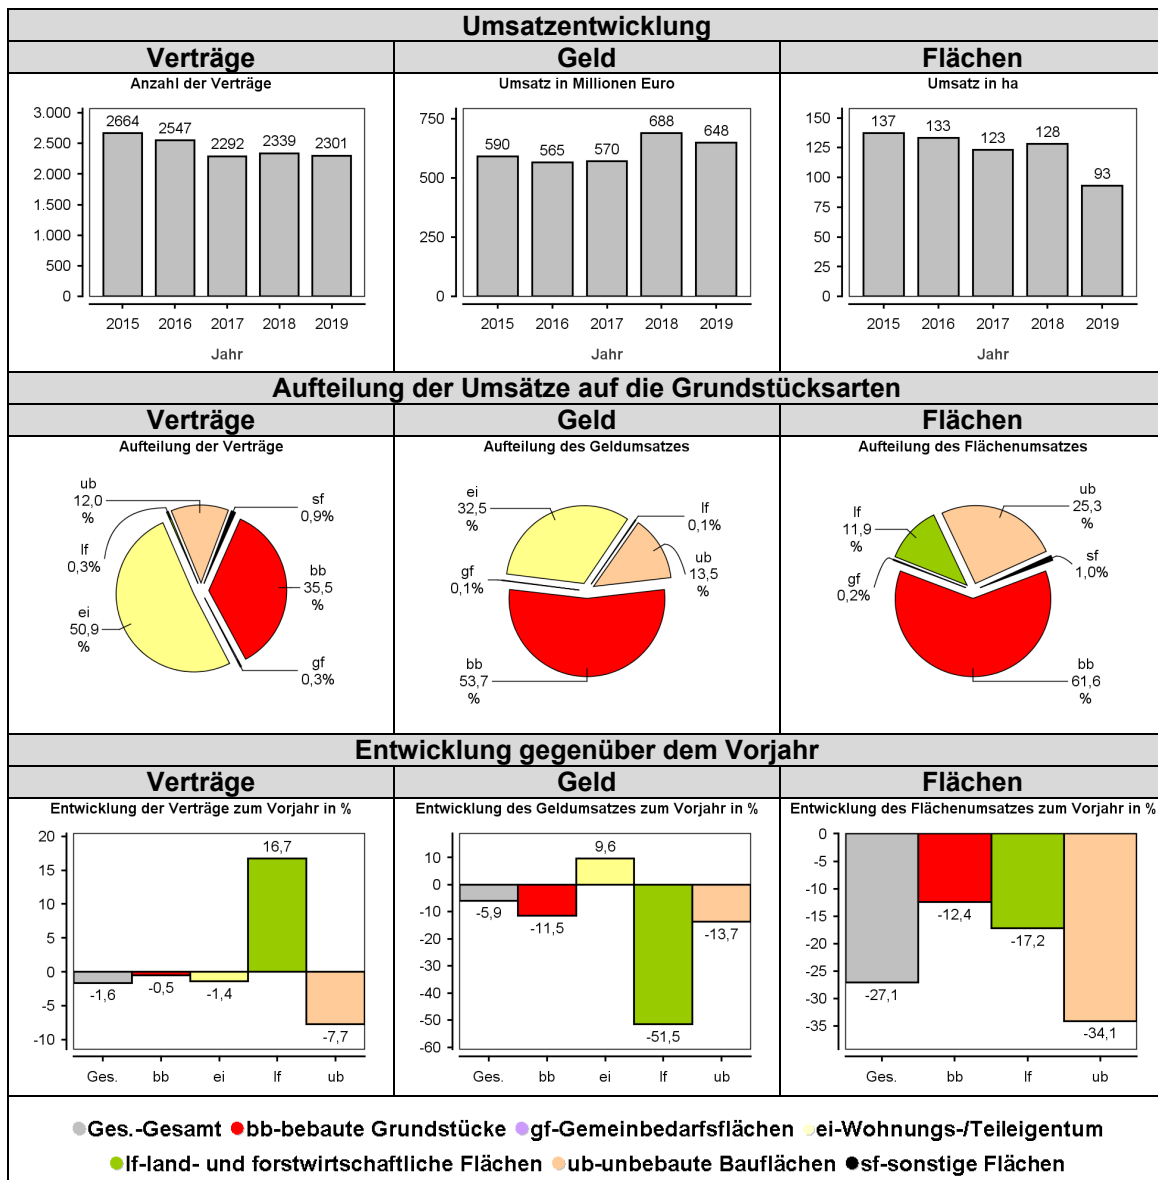 Umsatzentwicklung
Verträge
Geld
Flächen
Anzahl der Verträge
3.000
2.500
2.000
1.500
1.000
500
0
2664
2547
2292
2339
2301
2015
2016
2017
2018
2019
Jahr
Umsatz in Millionen Euro
750
500
250
0
590
565
570
688
648
2015
2016
2017
2018
2019
Jahr
Umsatz in ha
150
125
100
75
50
25
0
137
133
123
128
93
2015
2016
2017
2018
2019
Jahr
Aufteilung der Umsätze auf die Grundstücksarten
Verträge
Geld
Flächen
Aufteilung der Verträge
ub
12,0
%
sf
0,9%
lf
0,3%
bb
35,5
%
ei
50,9
%
gf
0,3%
Aufteilung des Geldumsatzes
ei
32,5
%
lf
0,1%
ub
13,5
%
gf
0,1%
bb
53,7
%
Aufteilung des Flächenumsatzes
ub
25,3
%
lf
11,9
%
sf
1,0%
gf
0,2%
bb
61,6
%
Entwicklung gegenüber dem Vorjahr
Verträge
Geld
Flächen
Entwicklung der Verträge zum Vorjahr in %
20
15
10
5
0
-5
-10
-1,6
-0,5
-1,4
16,7
-7,7
Ges.
bb
ei
lf
ub
Entwicklung des Geldumsatzes zum Vorjahr in %
10
0
-10
-20
-30
-40
-50
-60
-5,9
-11,5
9,6
-51,5
-13,7
Ges.
bb
ei
lf
ub
Entwicklung des Flächenumsatzes zum Vorjahr in %
0
-5
-10
-15
-20
-25
-30
-35
-27,1
-12,4
-17,2
-34,1
Ges.
bb
lf
ub
Ges.-Gesamt bb-bebaute Grundstücke gf-Gemeinbedarfsflächen ei-Wohnungs-/Teileigentum
lf-land- und forstwirtschaftliche Flächen ub-unbebaute Bauflächen sf-sonstige Flächen